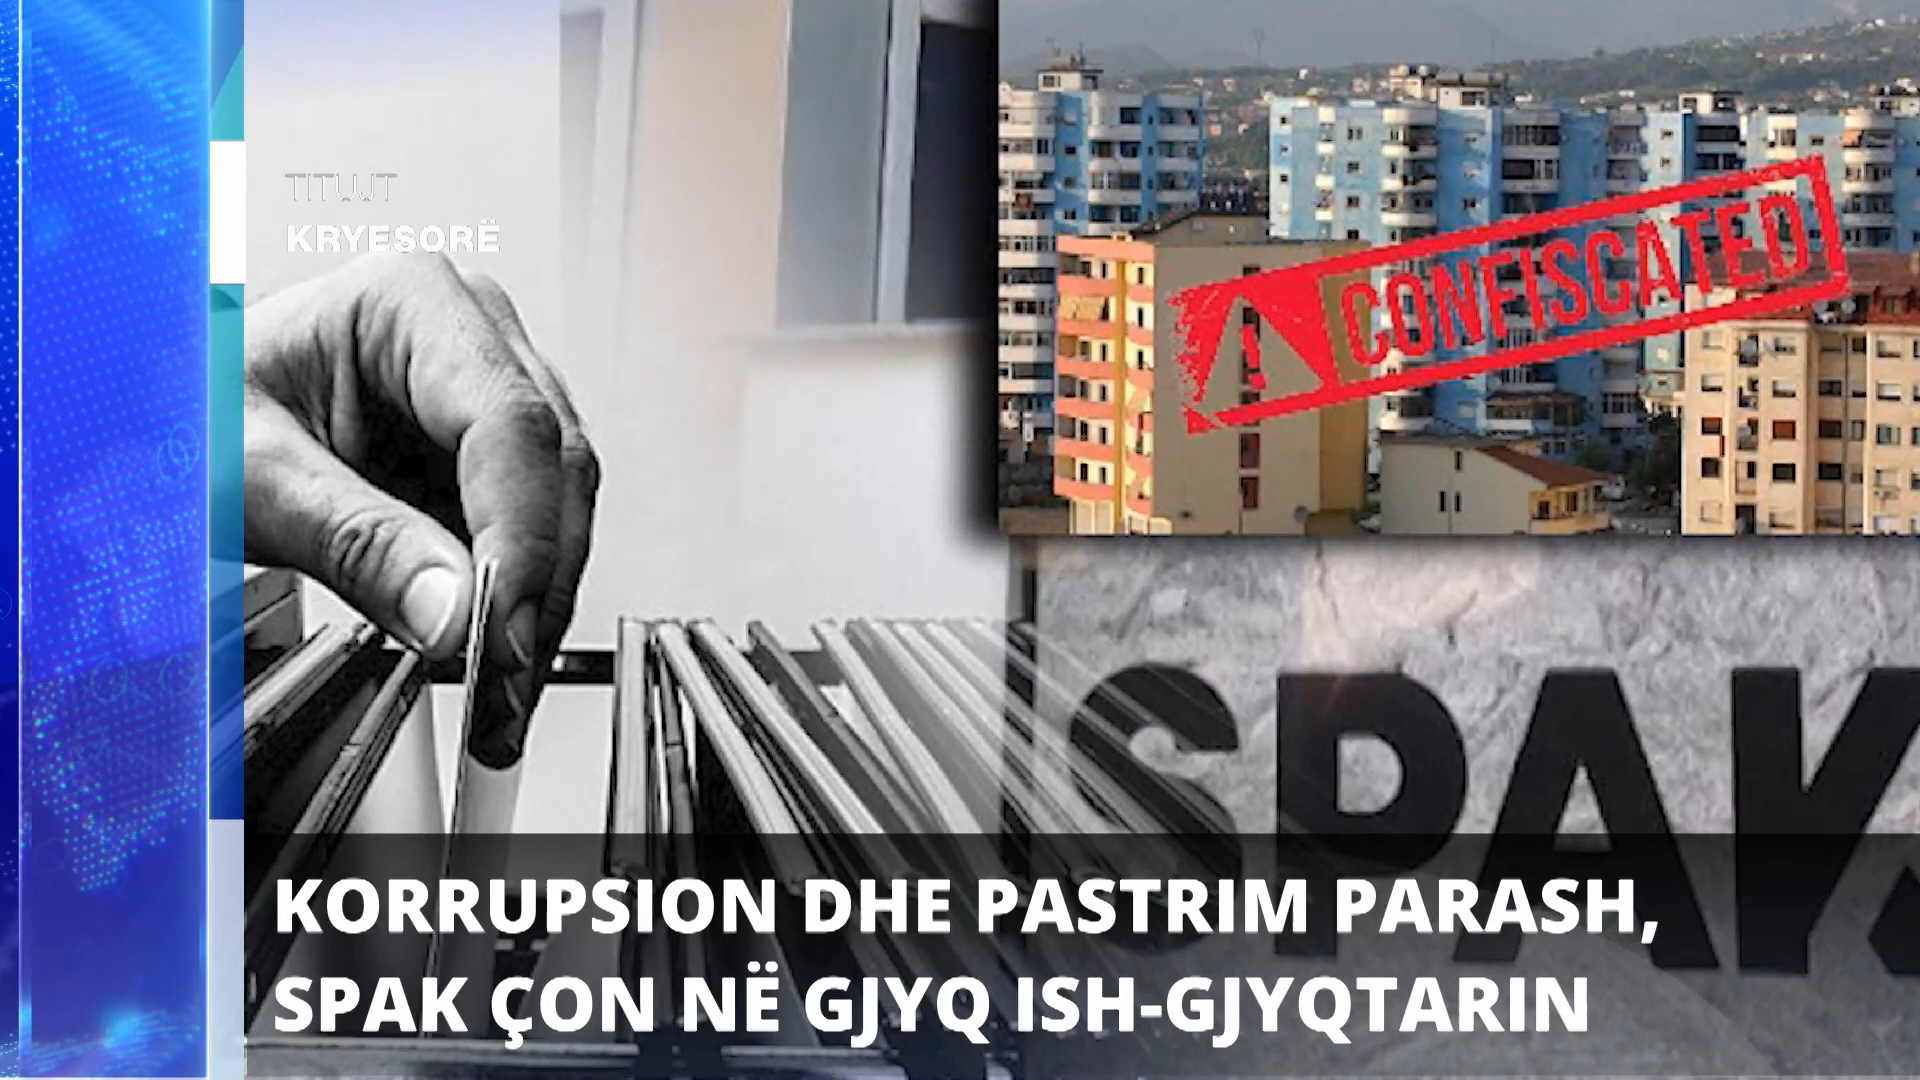 TITUJT
KRYESORË
CONFISCATED
SPAK
KORRUPSION DHE PASTRIM PARASH,
SPAK ÇON NË GJYQ ISH-GJYQTARIN